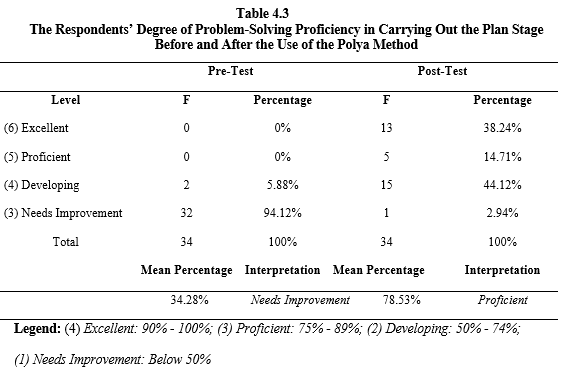 Table 4.3
The Respondents' Degree of Problem-Solving Proficiency in Carrying Out the Plan Stage
Before and After the Use of the Polya Method
Pre-Test Post-Test
Level F Percentage F Percentage
(6) Excellent 0 0% 13 38.24%
(5) Proficient 0 0% 5 14.71%
(4) Developing 2 5.88% 15 44.12%
(3) Needs Improvement 32 94.12% 1 2.94%
Total 34 100% 34 100%
Mean Percentage Interpretation Mean Percentage Interpretation
34.28% Needs Improvement 78.53% Proficient
Legend: (4) Excellent: 90% - 100%; (3) Proficient: 75% - 89%; (2) Developing: 50% - 74%;
(1) Needs Improvement: Below 50%